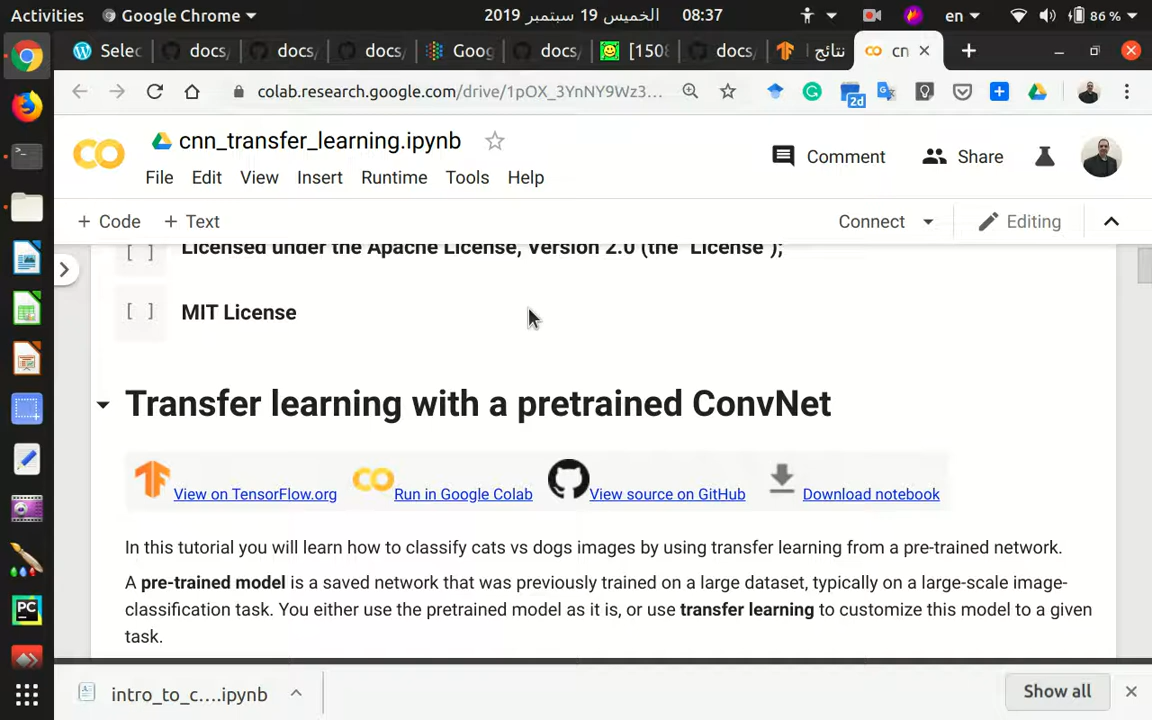 Activities Google Chrome الخميس 19 سبتمبر 2019 08:37 en 86 %
Selec docs/ docs/ docs/ Goog docs/ [1508 docs/ نتائج ا cn
colab.research.google.com/drive/1pOX_3YnNY9Wz3... 2d
cnn_transfer_learning.ipynb
Comment Share
File Edit View Insert Runtime Tools Help
+ Code + Text Connect Editing
[ ] Licensed under the Apache License, Version 2.0 (the "License");
[ ] MIT License
Transfer learning with a pretrained ConvNet
View on TensorFlow.org Run in Google Colab View source on GitHub Download notebook
In this tutorial you will learn how to classify cats vs dogs images by using transfer learning from a pre-trained network.
A pre-trained model is a saved network that was previously trained on a large dataset, typically on a large-scale image-
classification task. You either use the pretrained model as it is, or use transfer learning to customize this model to a given
task.
intro_to_c....ipynb Show all
PC